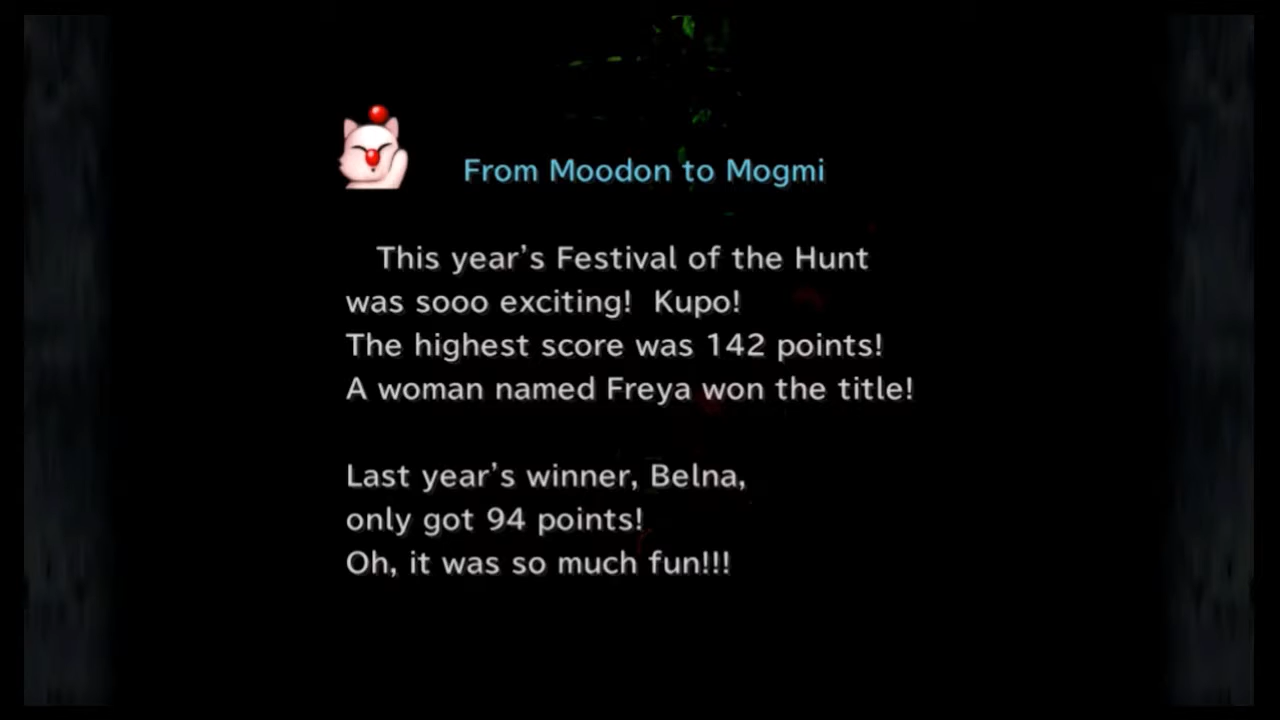 From Moodon to Mogmi
This year's Festival of the Hunt
was sooo exciting! Kupo!
The highest score was 142 points!
A woman named Freya won the title!
Last year's winner, Belna,
only got 94 points!
Oh, it was so much fun!!!